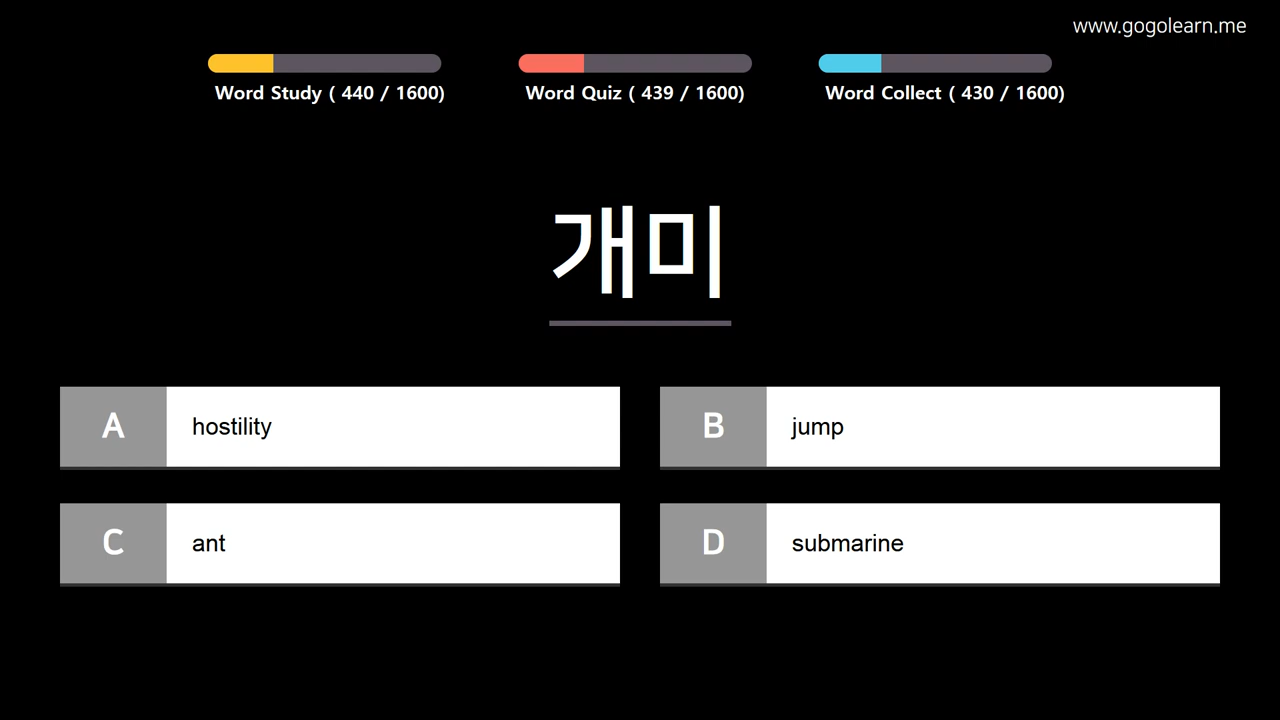 www.gogolearn.me
Word Study ( 440 / 1600)
Word Quiz ( 439 / 1600)
Word Collect ( 430 / 1600)
개미
A hostility
B jump
C ant
D submarine